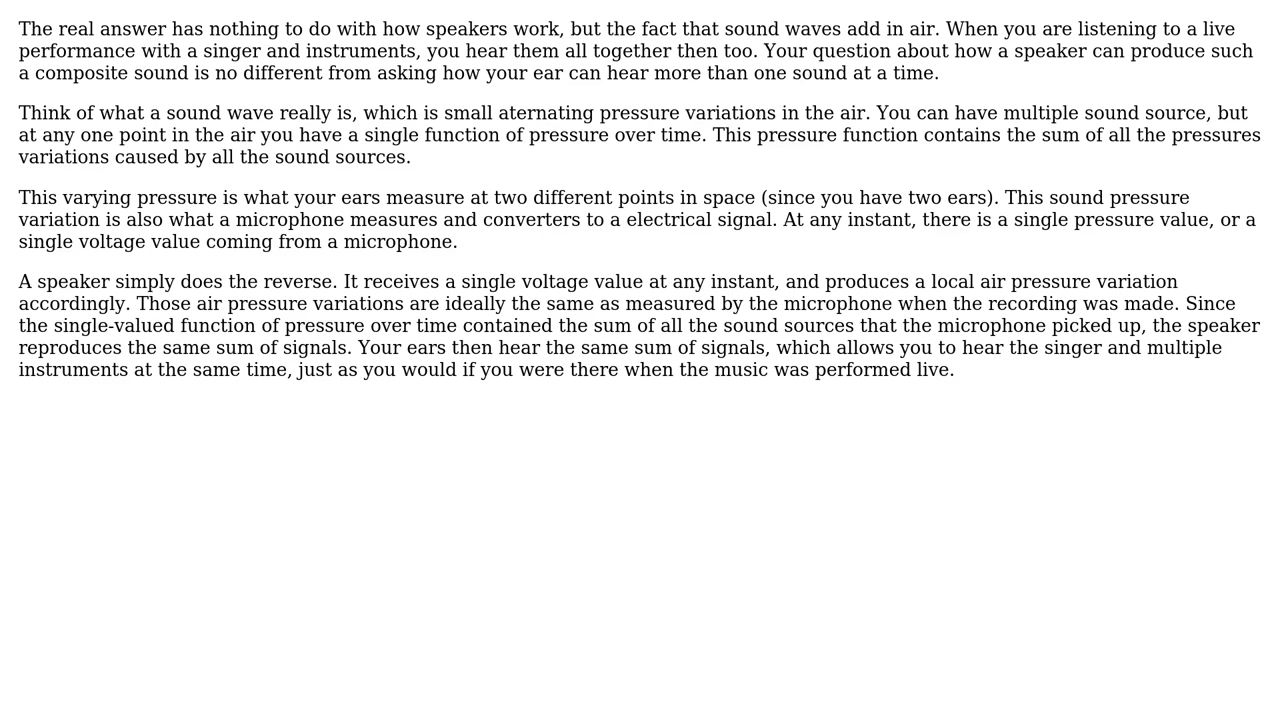 The real answer has nothing to do with how speakers work, but the fact that sound waves add in air. When you are listening to a live
performance with a singer and instruments, you hear them all together then too. Your question about how a speaker can produce such
a composite sound is no different from asking how your ear can hear more than one sound at a time.
Think of what a sound wave really is, which is small aternating pressure variations in the air. You can have multiple sound source, but
at any one point in the air you have a single function of pressure over time. This pressure function contains the sum of all the pressures
variations caused by all the sound sources.
This varying pressure is what your ears measure at two different points in space (since you have two ears). This sound pressure
variation is also what a microphone measures and converters to a electrical signal. At any instant, there is a single pressure value, or a
single voltage value coming from a microphone.
A speaker simply does the reverse. It receives a single voltage value at any instant, and produces a local air pressure variation
accordingly. Those air pressure variations are ideally the same as measured by the microphone when the recording was made. Since
the single-valued function of pressure over time contained the sum of all the sound sources that the microphone picked up, the speaker
reproduces the same sum of signals. Your ears then hear the same sum of signals, which allows you to hear the singer and multiple
instruments at the same time, just as you would if you were there when the music was performed live.